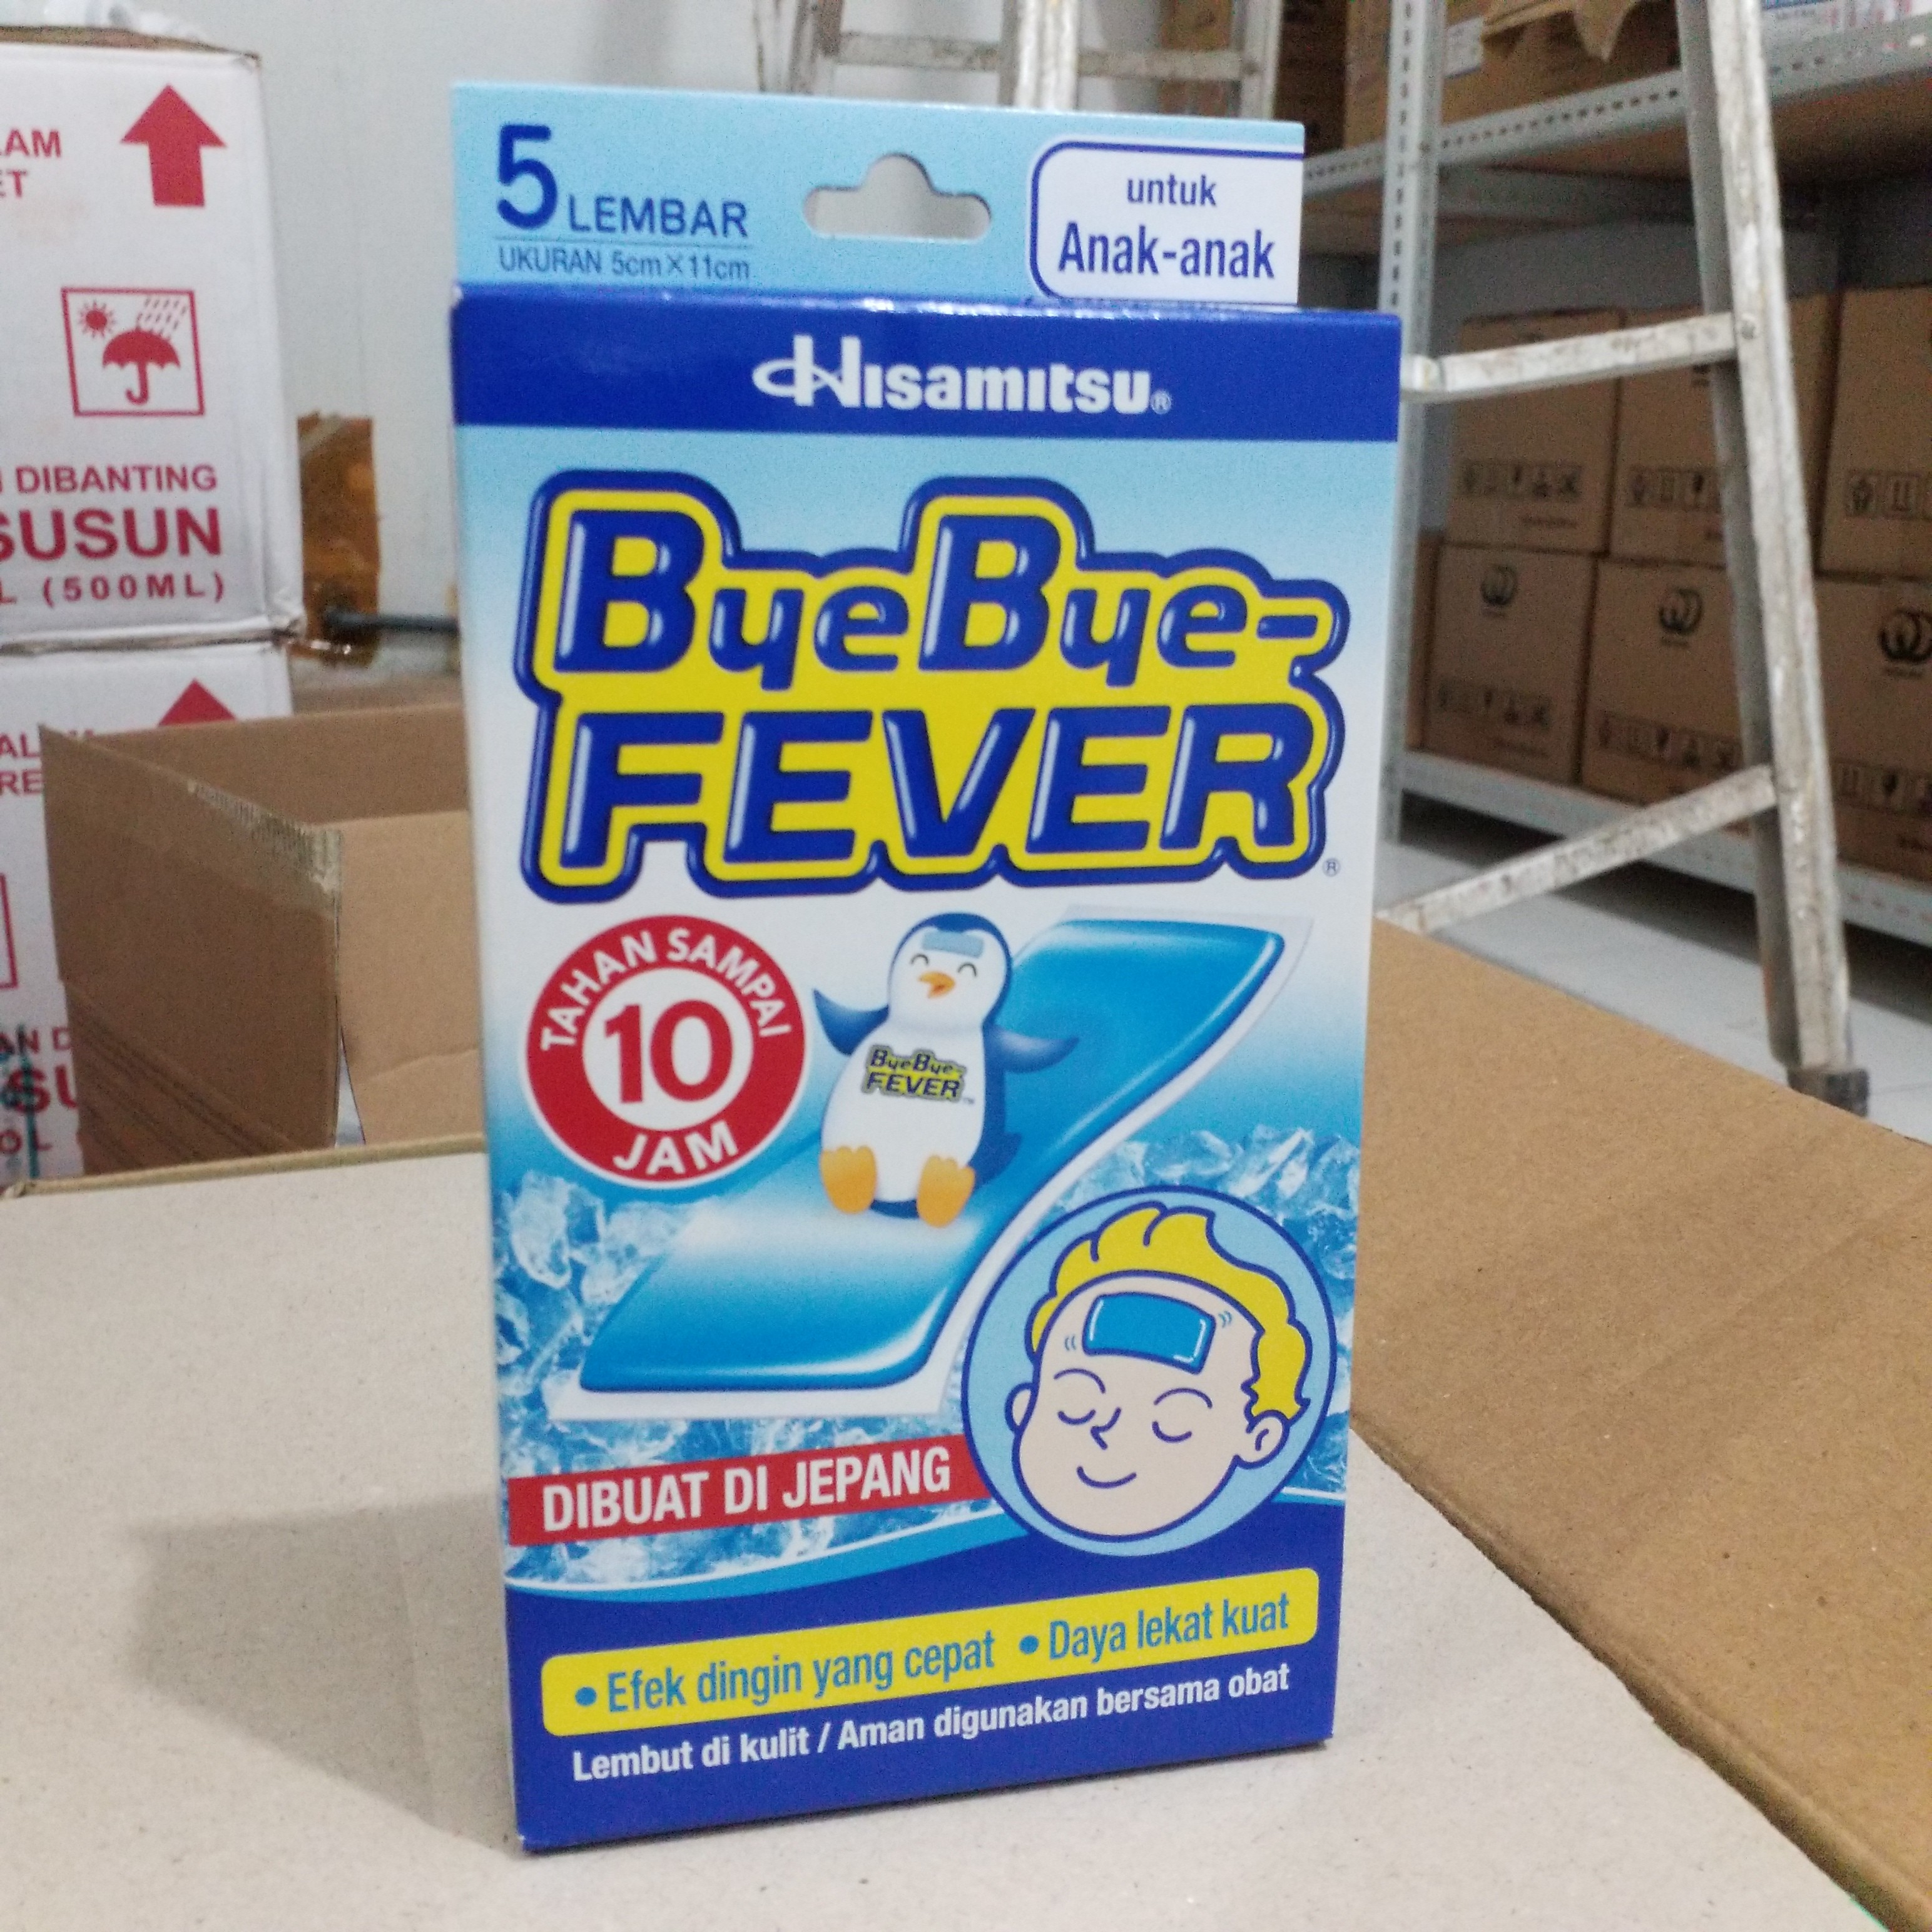 5 LEMBAR
UKURAN 5cm×11cm
untuk
Anak-anak
Hisamitsu®
ByeBye-
FEVER®
TAHAN SAMPAI
10
JAM
ByeBye-
FEVER™
DIBUAT DI JEPANG
• Efek dingin yang cepat • Daya lekat kuat
Lembut di kulit / Aman digunakan bersama obat
DIBANTING
SUSUN
(500ML)